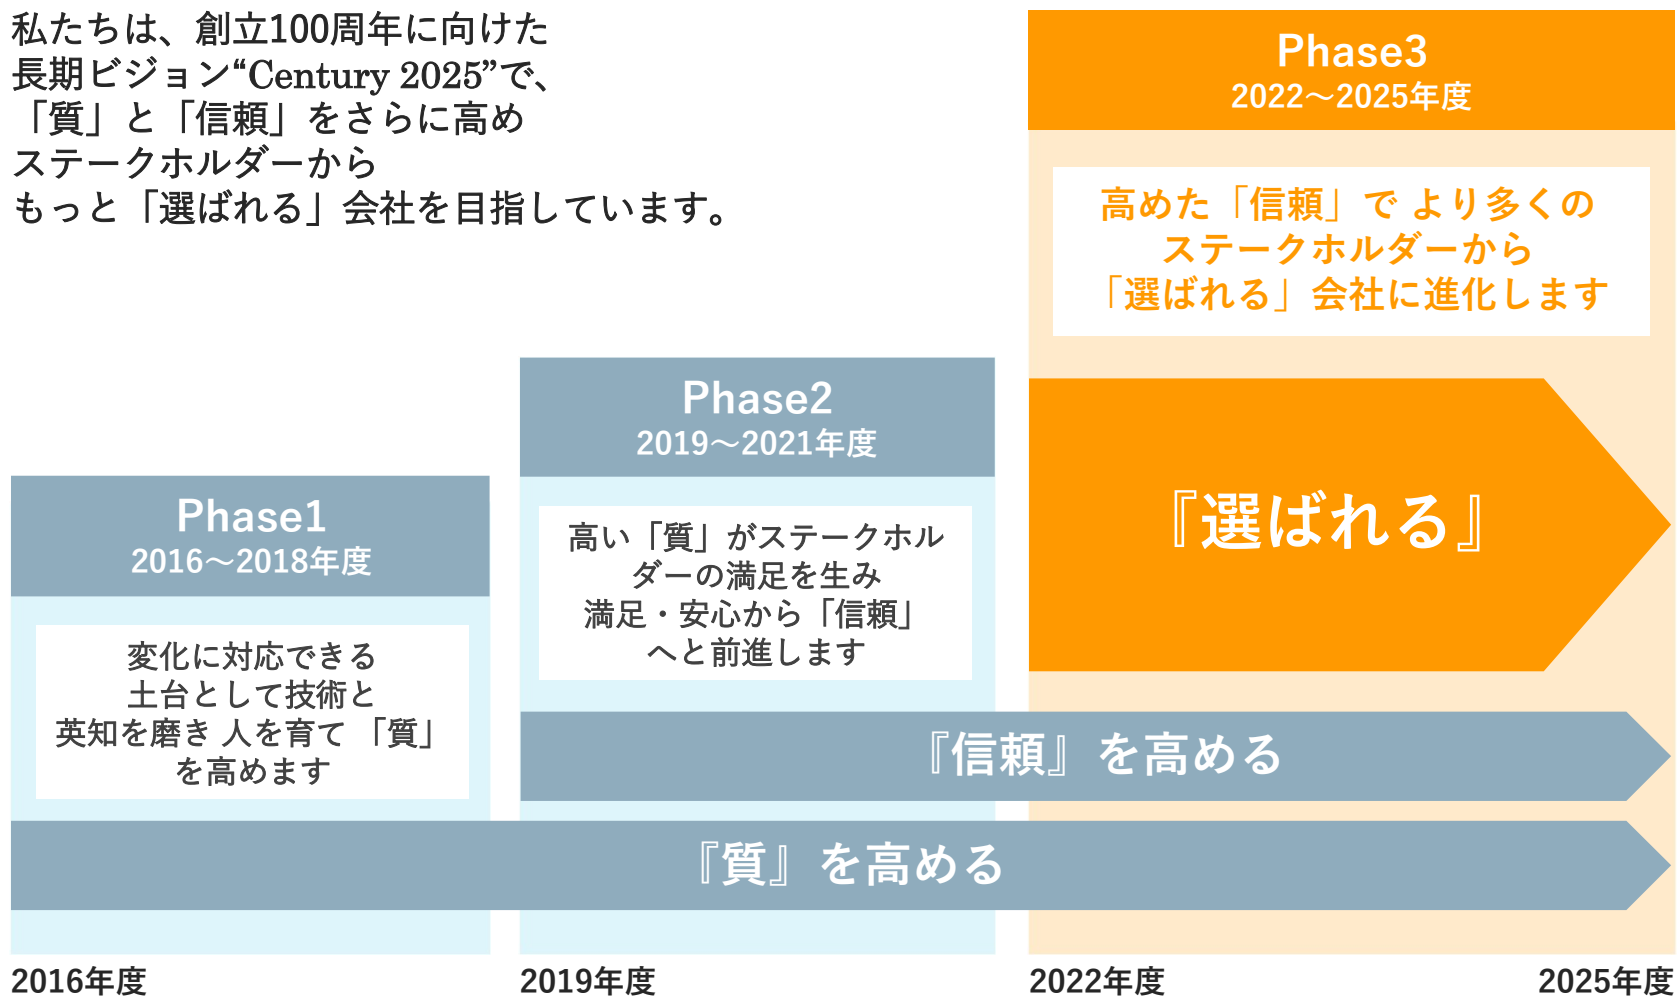 私たちは、創立100周年に向けた
長期ビジョン“Century 2025”で、
「質」と「信頼」をさらに高め
ステークホルダーから
もっと「選ばれる」会社を目指しています。
Phase1
2016～2018年度
変化に対応できる
土台として技術と
英知を磨き 人を育て 「質」
を高めます
Phase2
2019～2021年度
高い「質」がステークホル
ダーの満足を生み
満足・安心から「信頼」
へと前進します
Phase3
2022～2025年度
高めた「信頼」で より多くの
ステークホルダーから
「選ばれる」会社に進化します
『選ばれる』
『信頼』を高める
『質』を高める
2016年度
2019年度
2022年度
2025年度